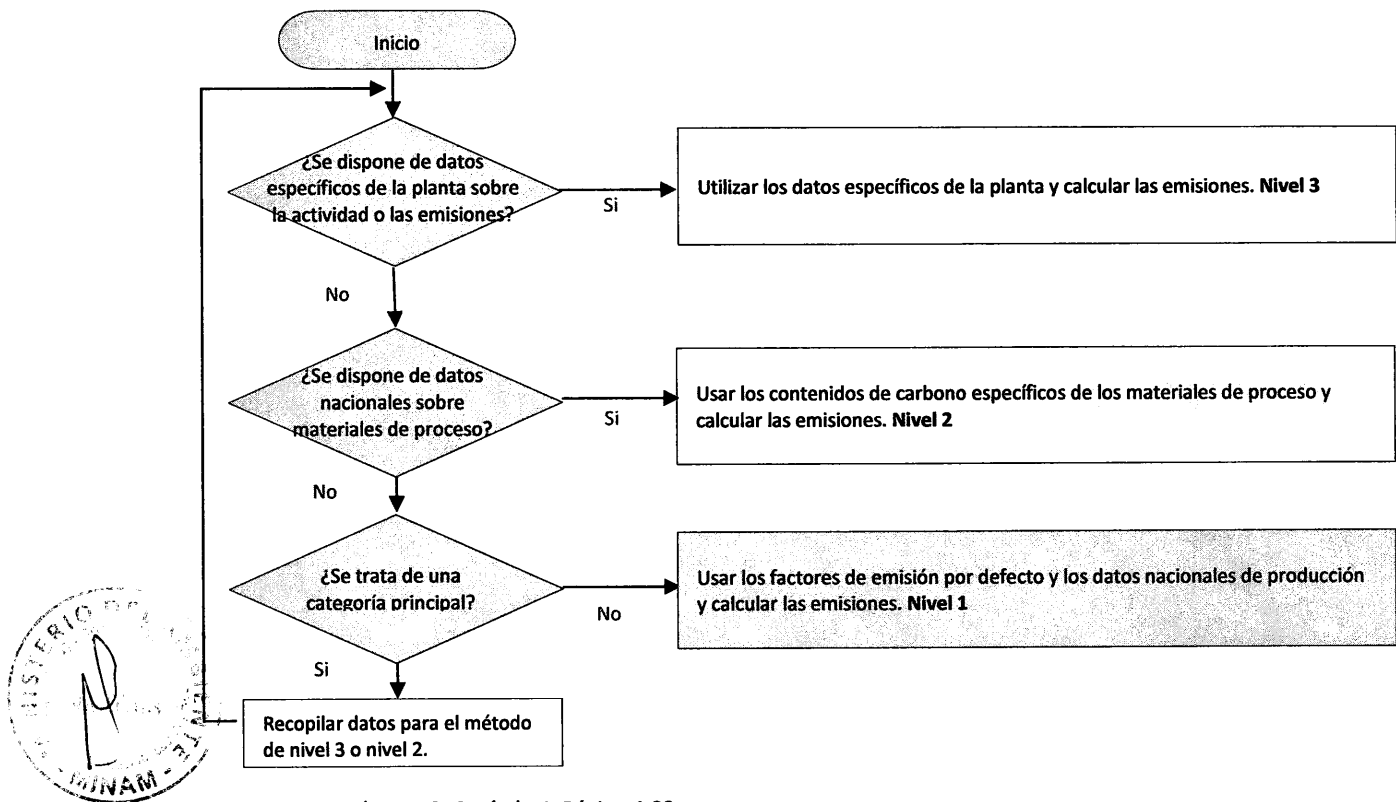 Inicio
¿Se dispone de datos
específicos de la planta sobre
la actividad o las emisiones?
Si
Utilizar los datos específicos de la planta y calcular las emisiones. Nivel 3
No
¿Se dispone de datos
nacionales sobre
materiales de proceso?
Si
Usar los contenidos de carbono específicos de los materiales de proceso y
calcular las emisiones. Nivel 2
No
¿Se trata de una
categoría principal?
No
Usar los factores de emisión por defecto y los datos nacionales de producción
y calcular las emisiones. Nivel 1
Si
Recopilar datos para el método
de nivel 3 o nivel 2.
MINAM